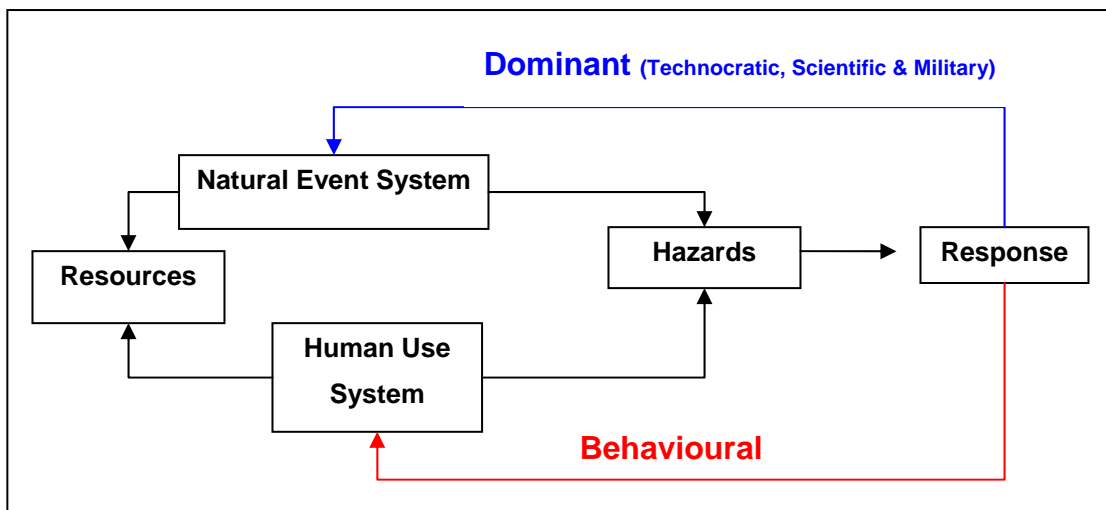 Dominant (Technocratic, Scientific & Military)
Natural Event System
Resources
Hazards
Response
Human Use
System
Behavioural